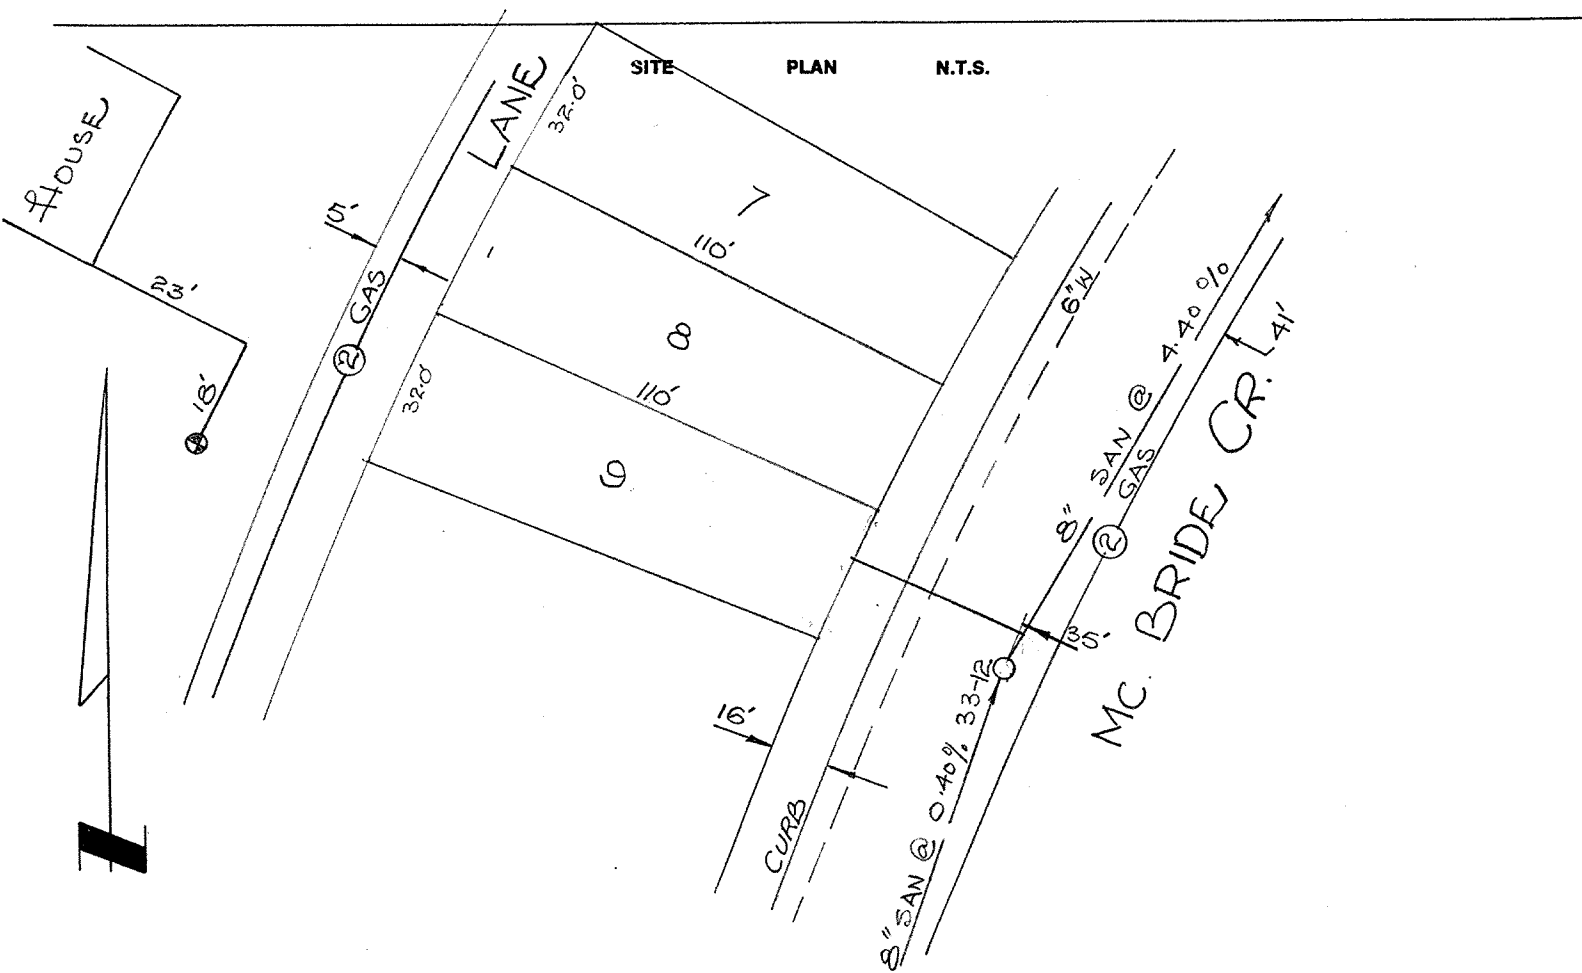 SITE PLAN N.T.S.
HOUSE
23'
18'
5'
② GAS
LANE
32.0'
7
110'
8
32.0'
110'
9
6" W
8" SAN @ 4.40 %
② GAS
41'
MC. BRIDE CR.
35'
16'
CURB
8" SAN @ 0.40% 33-12
N